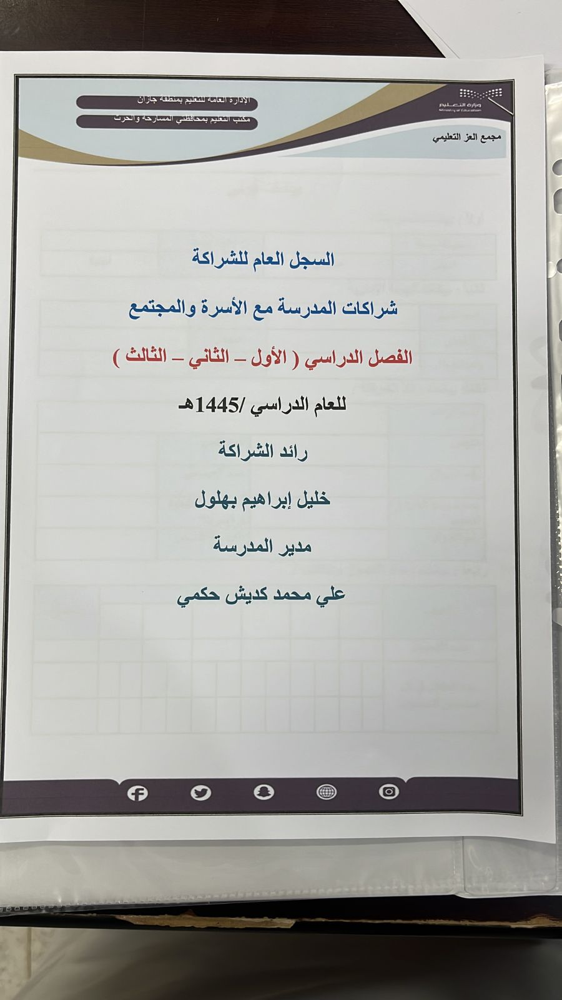 وزارة التعليم
Ministry of Education
الإدارة العامة للتعليم بمنطقة جازان
مكتب التعليم بمحافظتي المسارحة والحرث
مجمع العز التعليمي
السجل العام للشراكة
شراكات المدرسة مع الأسرة والمجتمع
الفصل الدراسي ( الأول – الثاني – الثالث )
للعام الدراسي /1445هـ
رائد الشراكة
خليل إبراهيم بهلول
مدير المدرسة
علي محمد كديش حكمي